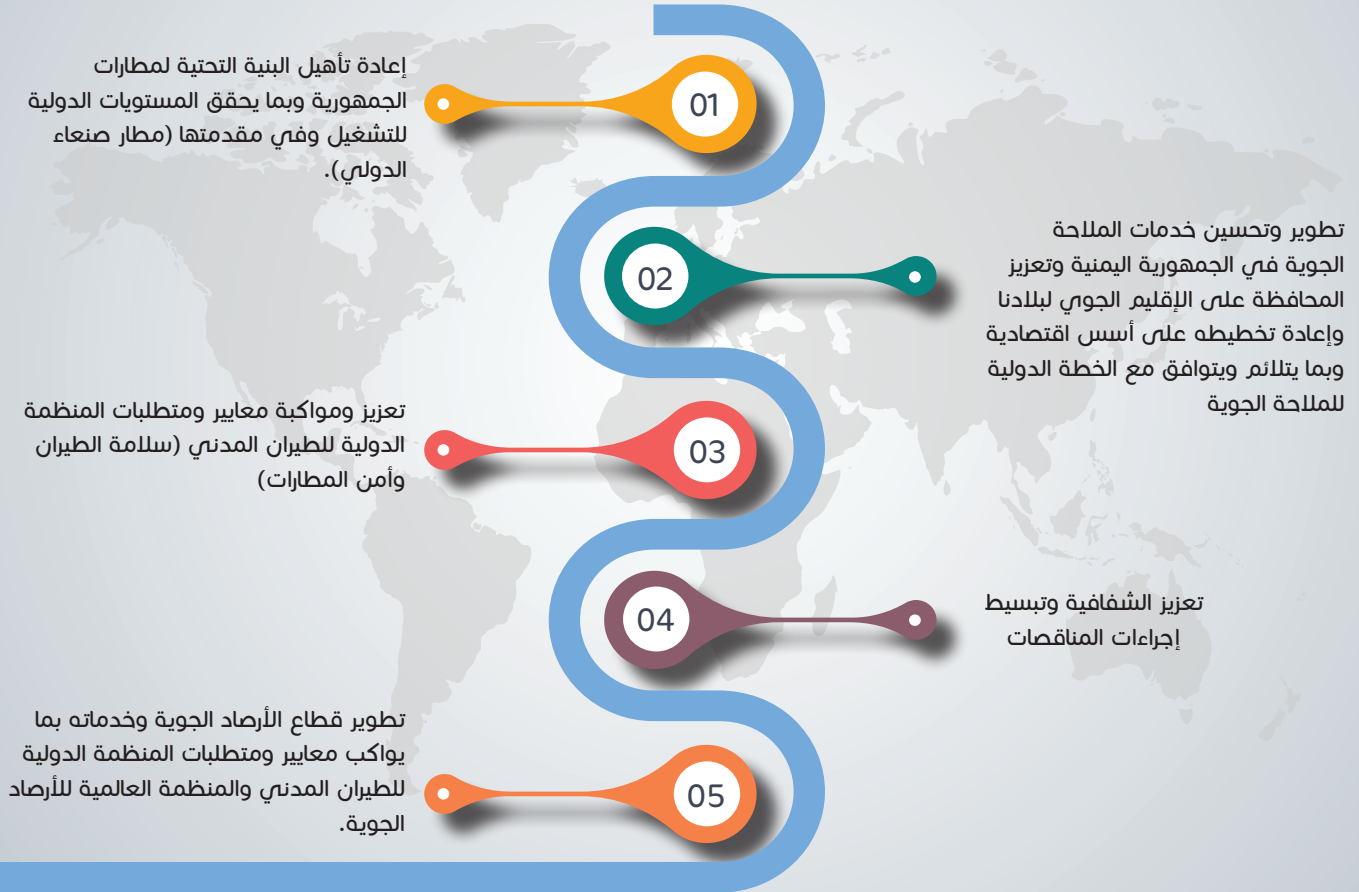 01
إعادة تأهيل البنية التحتية لمطارات
الجمهورية وبما يحقق المستويات الدولية
للتشغيل وفي مقدمتها (مطار صنعاء
الدولي).
02
تطوير وتحسين خدمات الملاحة
الجوية في الجمهورية اليمنية وتعزيز
المحافظة على الإقليم الجوي لبلادنا
وإعادة تخطيطه على أسس اقتصادية
وبما يتلائم ويتوافق مع الخطة الدولية
للملاحة الجوية
03
تعزيز ومواكبة معايير ومتطلبات المنظمة
الدولية للطيران المدني (سلامة الطيران
وأمن المطارات)
04
تعزيز الشفافية وتبسيط
إجراءات المناقصات
05
تطوير قطاع الأرصاد الجوية وخدماته بما
يواكب معايير ومتطلبات المنظمة الدولية
للطيران المدني والمنظمة العالمية للأرصاد
الجوية.